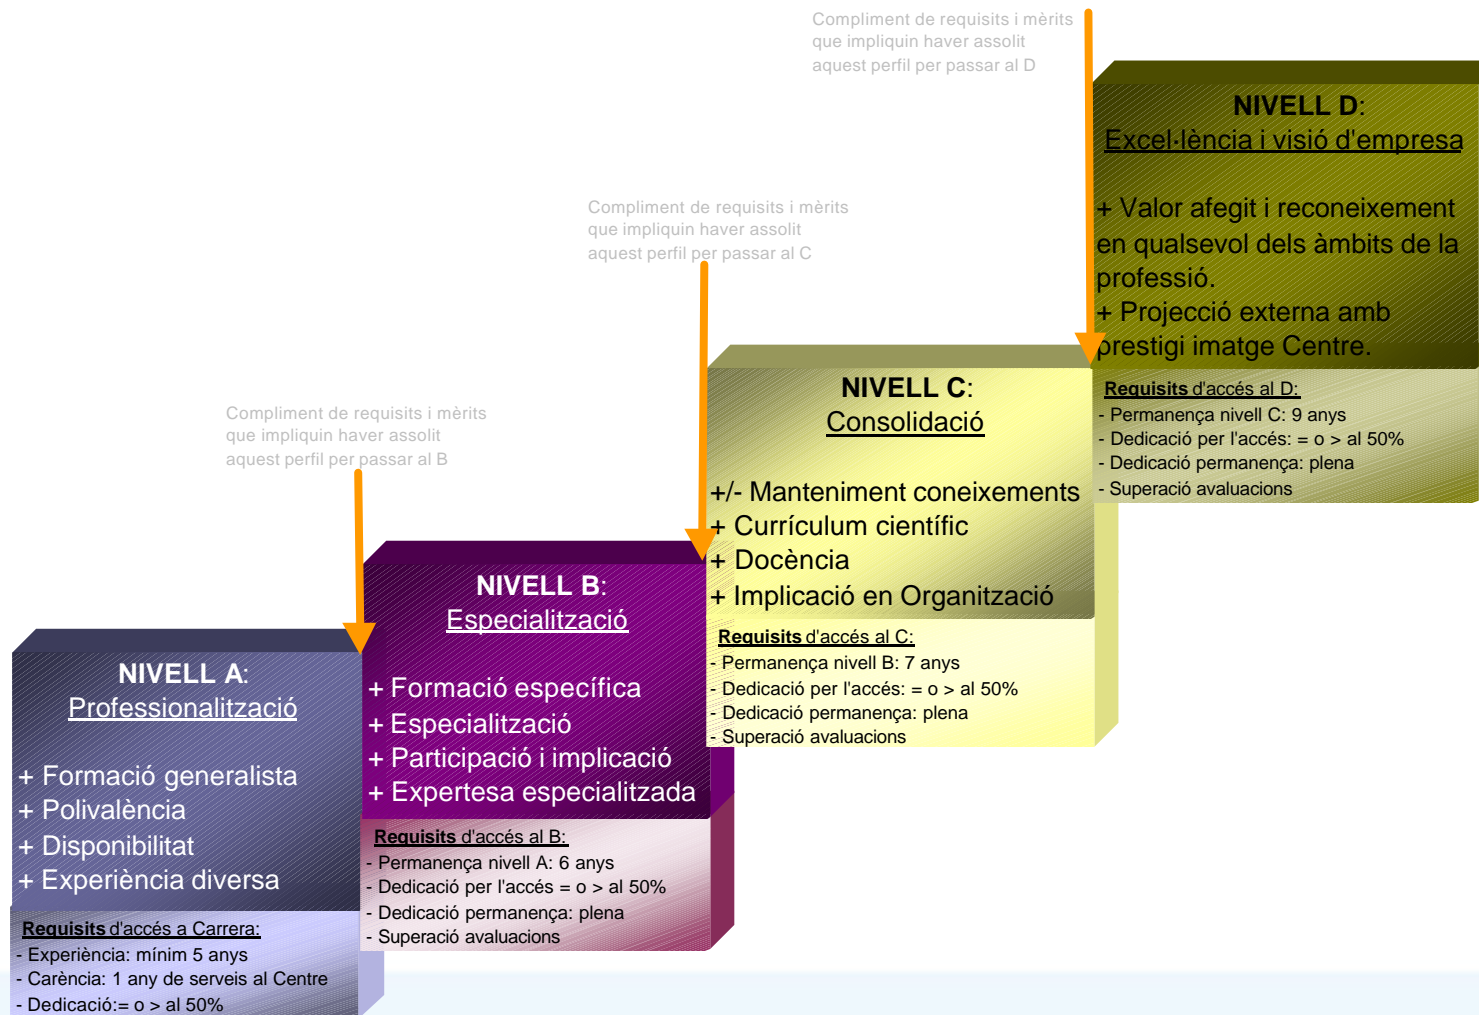 Compliment de requisits i mèrits
que impliquin haver assolit
aquest perfil per passar al D
NIVELL D:
Excel·lència i visió d'empresa
+ Valor afegit i reconeixement
en qualsevol dels àmbits de la
professió.
+ Projecció externa amb
prestigi imatge Centre.
Requisits d'accés al D:
- Permanença nivell C: 9 anys
- Dedicació per l'accés: = o > al 50%
- Dedicació permanença: plena
- Superació avaluacions
Compliment de requisits i mèrits
que impliquin haver assolit
aquest perfil per passar al C
NIVELL C:
Consolidació
+/- Manteniment coneixements
+ Currículum científic
+ Docència
+ Implicació en Organització
Requisits d'accés al C:
- Permanença nivell B: 7 anys
- Dedicació per l'accés: = o > al 50%
- Dedicació permanença: plena
- Superació avaluacions
Compliment de requisits i mèrits
que impliquin haver assolit
aquest perfil per passar al B
NIVELL B:
Especialització
+ Formació específica
+ Especialització
+ Participació i implicació
+ Expertesa especialitzada
Requisits d'accés al B:
- Permanença nivell A: 6 anys
- Dedicació per l'accés = o > al 50%
- Dedicació permanença: plena
- Superació avaluacions
NIVELL A:
Professionalització
+ Formació generalista
+ Polivalència
+ Disponibilitat
+ Experiència diversa
Requisits d'accés a Carrera:
- Experiència: mínim 5 anys
- Carència: 1 any de serveis al Centre
- Dedicació:= o > al 50%